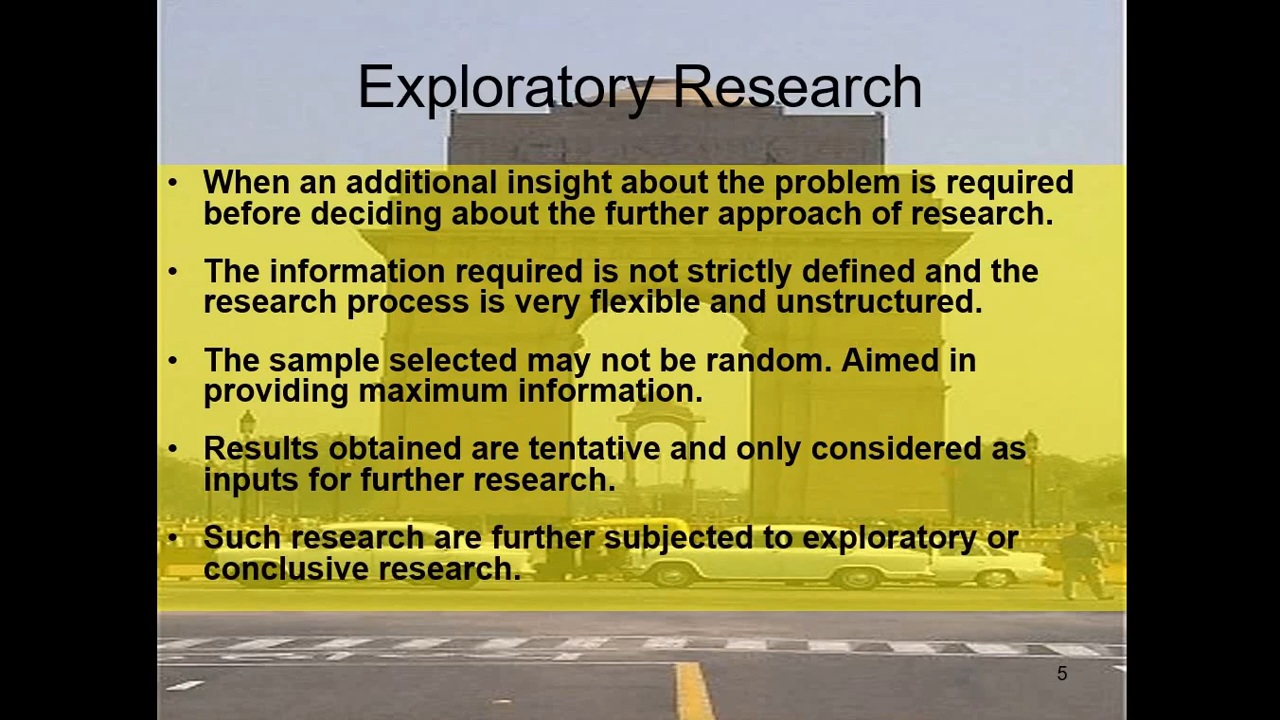 Exploratory Research
• When an additional insight about the problem is required
before deciding about the further approach of research.
• The information required is not strictly defined and the
research process is very flexible and unstructured.
• The sample selected may not be random. Aimed in
providing maximum information.
• Results obtained are tentative and only considered as
inputs for further research.
• Such research are further subjected to exploratory or
conclusive research.
5